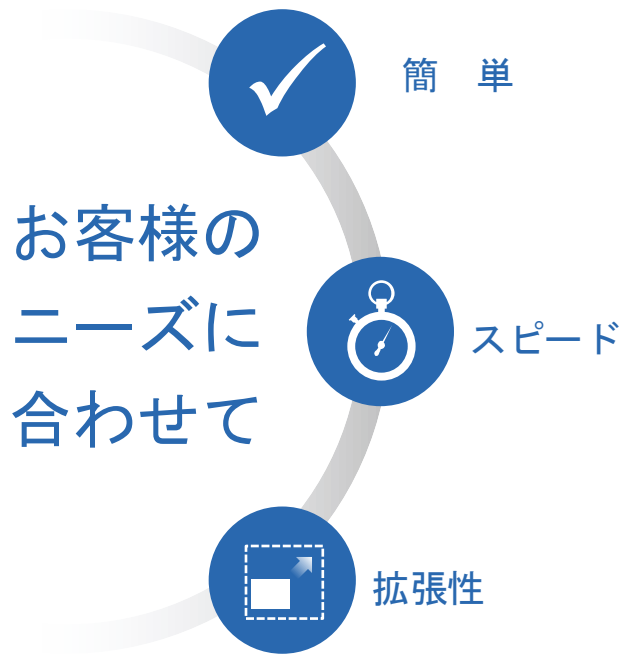 お客様の
ニーズに
合わせて
簡　単
スピード
拡張性